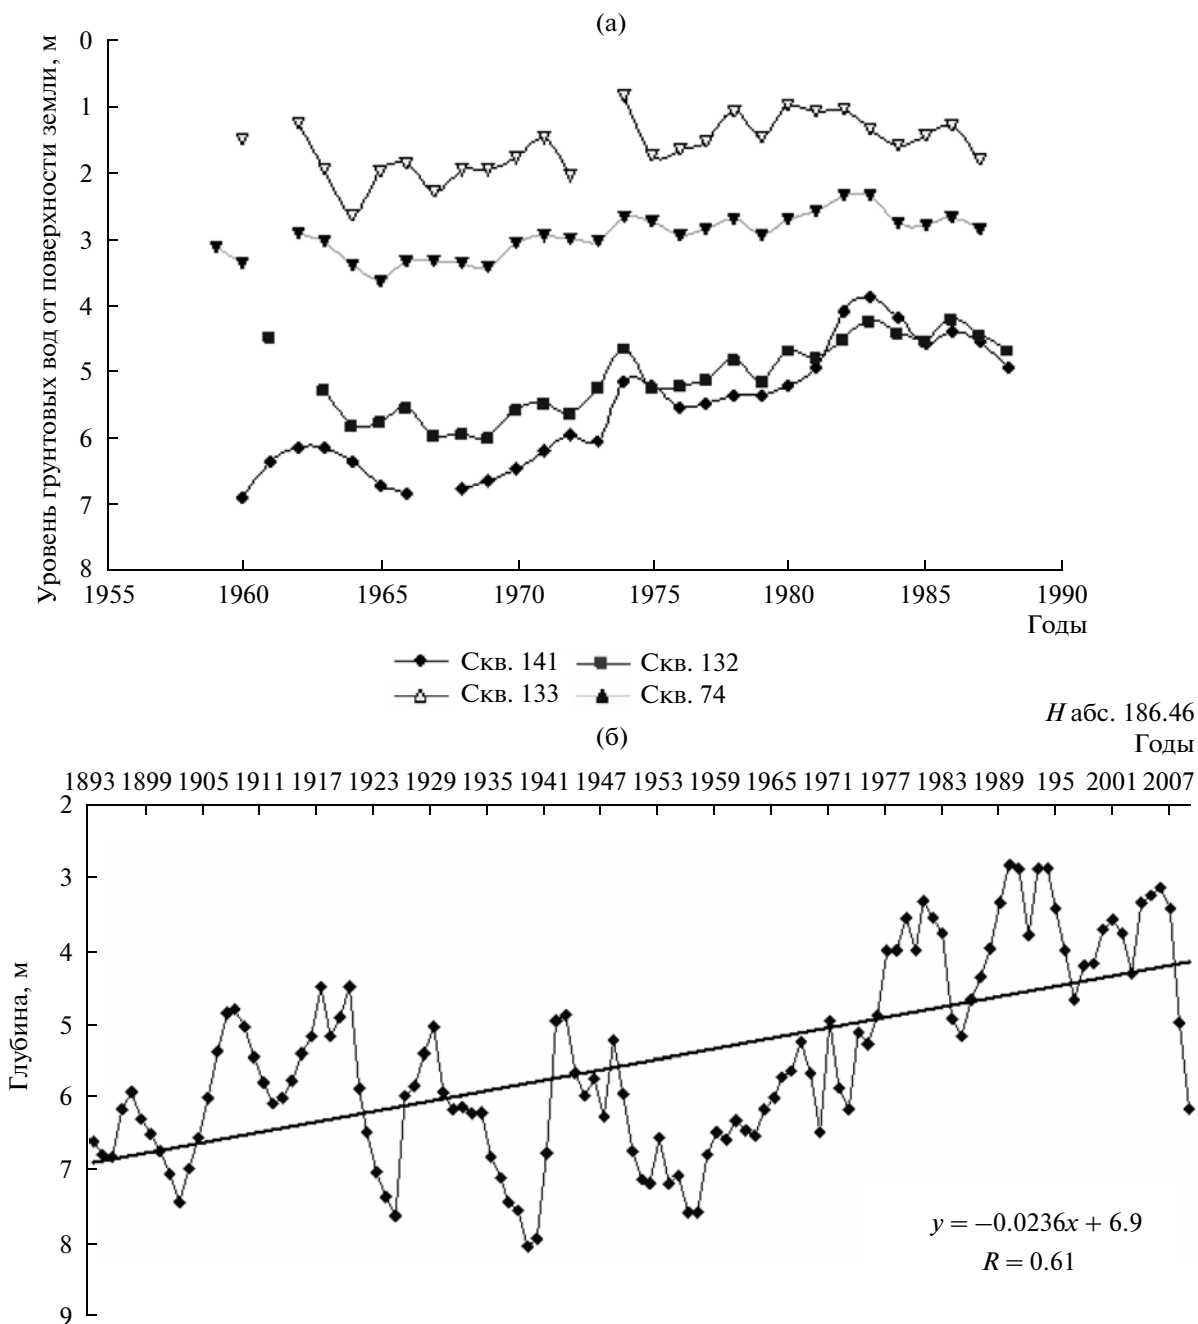 (а)
Уровень грунтовых вод от поверхности земли, м
0
1
2
3
4
5
6
7
8
1955 1960 1965 1970 1975 1980 1985 1990
Годы
Скв. 141 Скв. 132
Скв. 133 Скв. 74
H абс. 186.46
(б)
Годы
1893 1899 1905 1911 1917 1923 1929 1935 1941 1947 1953 1959 1965 1971 1977 1983 1989 195 2001 2007
Глубина, м
2
3
4
5
6
7
8
9
y = −0.0236x + 6.9
R = 0.61